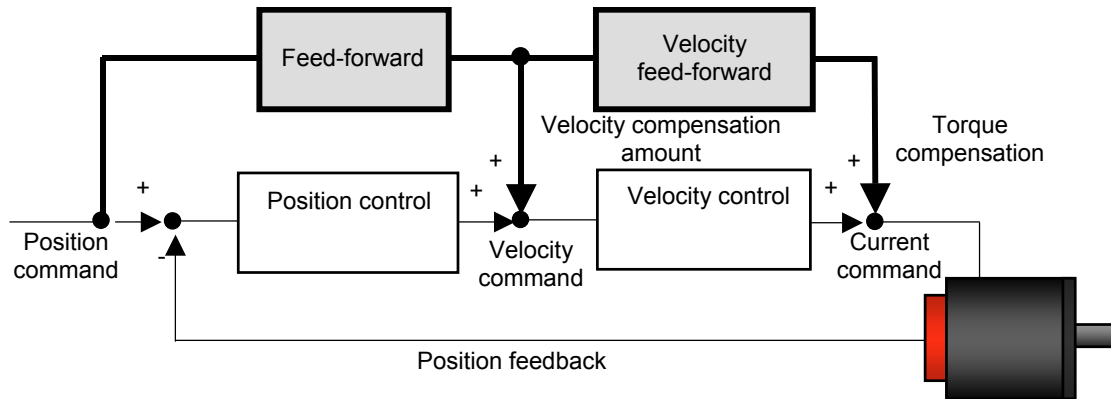 Feed-forward
Velocity
feed-forward
Velocity compensation
amount
Torque
compensation
+
+
+
Position control
+
Velocity control
+
+
Position
command
-
Velocity
command
Current
command
Position feedback